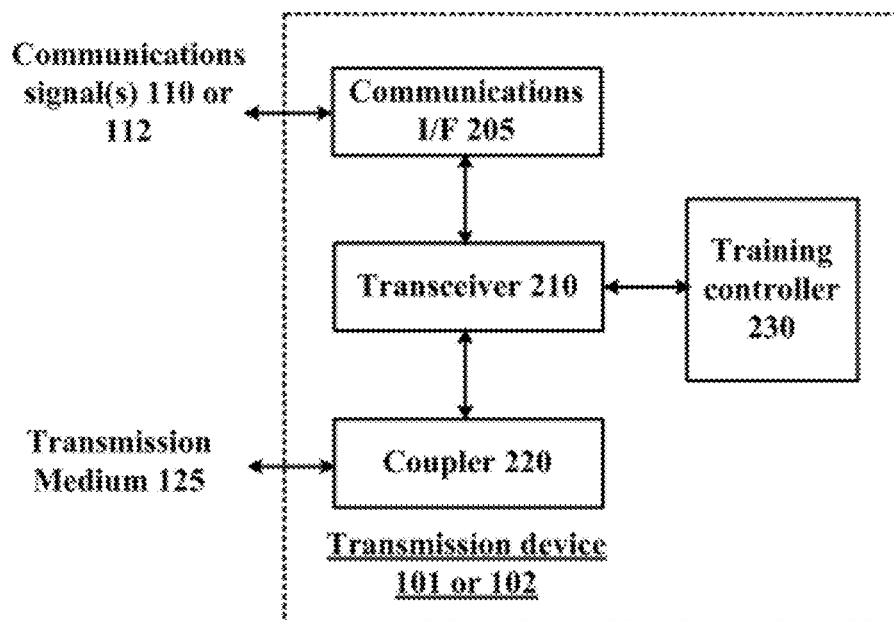 Communications
signal(s) 110 or
112
Communications
I/F 205
Transceiver 210
Training
controller
230
Transmission
Medium 125
Coupler 220
Transmission device
101 or 102